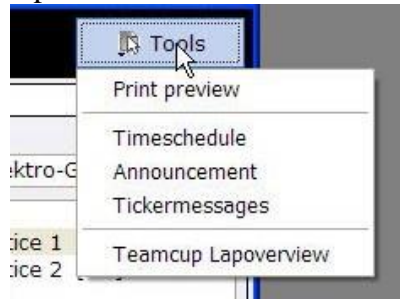 Tools
Print preview
Timeschedule
ektro-G
Announcement
Tickermessages
tice 1
Teamcup Lapoverview
tice 2